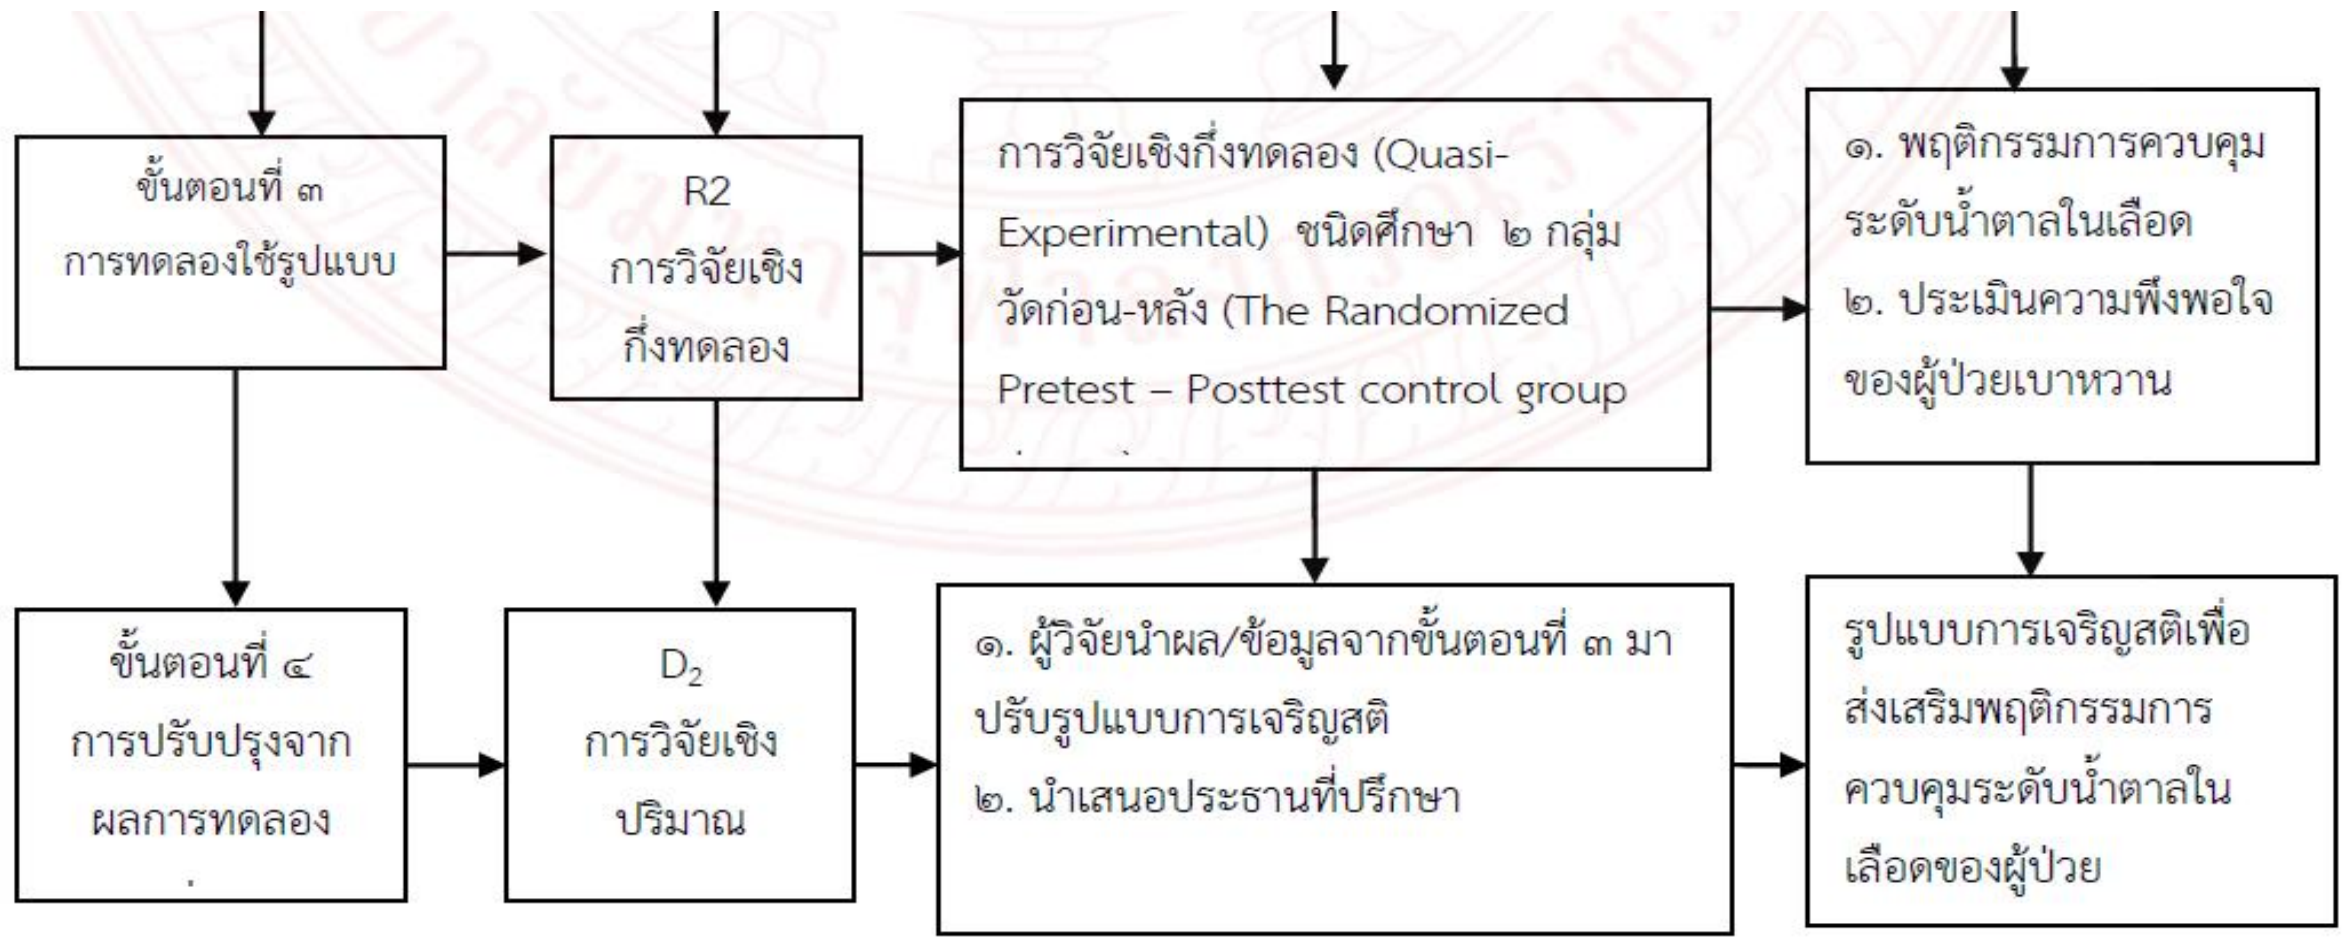 ขั้นตอนที่ ๓
การทดลองใช้รูปแบบ
R2
การวิจัยเชิง
กึ่งทดลอง
การวิจัยเชิงกึ่งทดลอง (Quasi-
Experimental) ชนิดศึกษา ๒ กลุ่ม
วัดก่อน-หลัง (The Randomized
Pretest – Posttest control group
๑. พฤติกรรมการควบคุม
ระดับน้ำตาลในเลือด
๒. ประเมินความพึงพอใจ
ของผู้ป่วยเบาหวาน
ขั้นตอนที่ ๔
การปรับปรุงจาก
ผลการทดลอง
D₂
การวิจัยเชิง
ปริมาณ
๑. ผู้วิจัยนำผล/ข้อมูลจากขั้นตอนที่ ๓ มา
ปรับรูปแบบการเจริญสติ
๒. นำเสนอประธานที่ปรึกษา
รูปแบบการเจริญสติเพื่อ
ส่งเสริมพฤติกรรมการ
ควบคุมระดับน้ำตาลใน
เลือดของผู้ป่วย